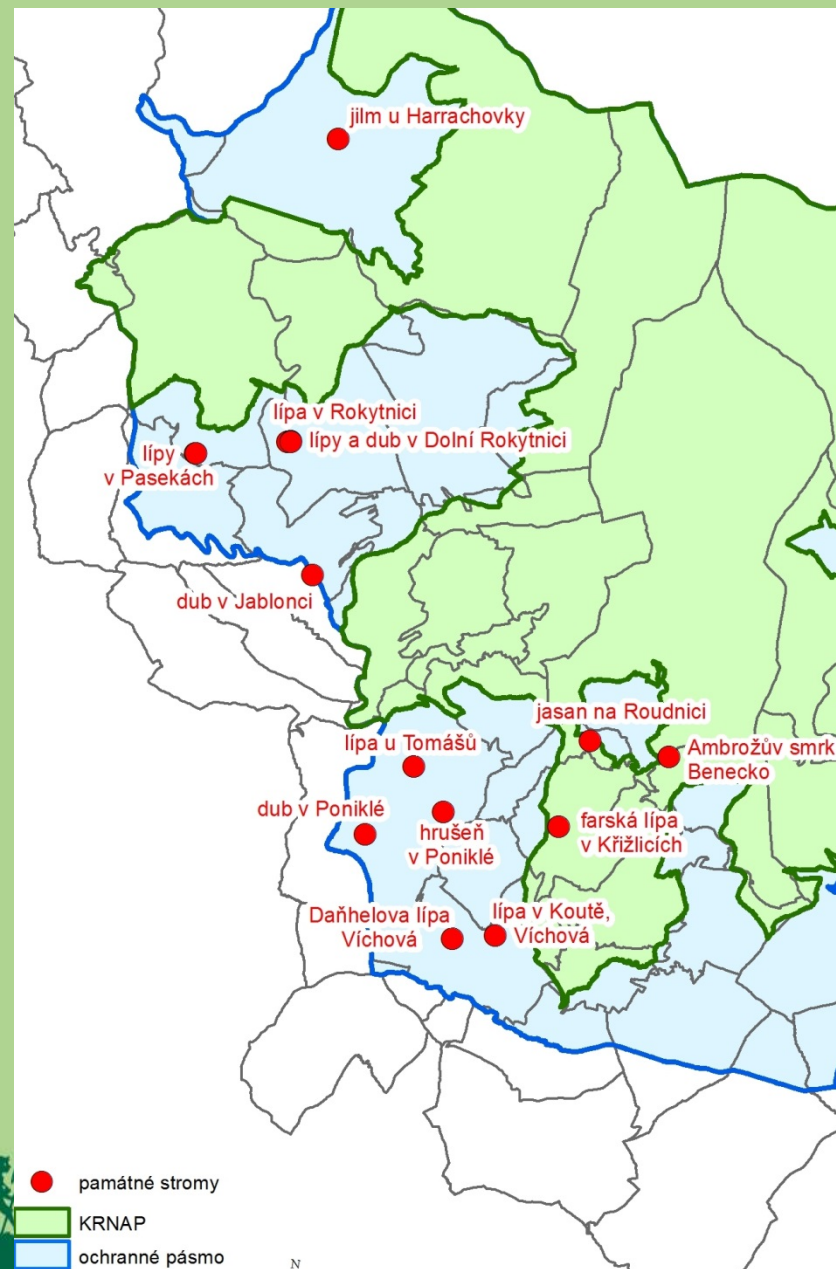 jilm u Harrachovky
lípa v Rokytnici
lípy a dub v Dolní Rokytnici
lípy
v Pasekách
dub v Jablonci
jasan na Roudnici
lípa u Tomášů
Ambrožův smrk
Benecko
dub v Poniklé
hrušeň
v Poniklé
farská lípa
v Křižlicích
Daňhelova lípa
Víchová
lípa v Koutě,
Víchová
památné stromy
KRNAP
ochranné pásmo
N